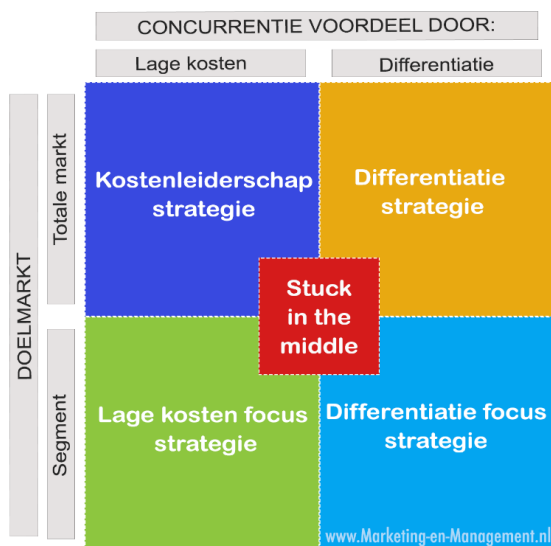 CONCURRENTIE VOORDEEL DOOR:
Lage kosten
Differentiatie
DOELMARKT
Totale markt
Kostenleiderschap
strategie
Differentiatie
strategie
Stuck
in the
middle
Segment
Lage kosten focus
strategie
Differentiatie focus
strategie
www.Marketing-en-Management.nl